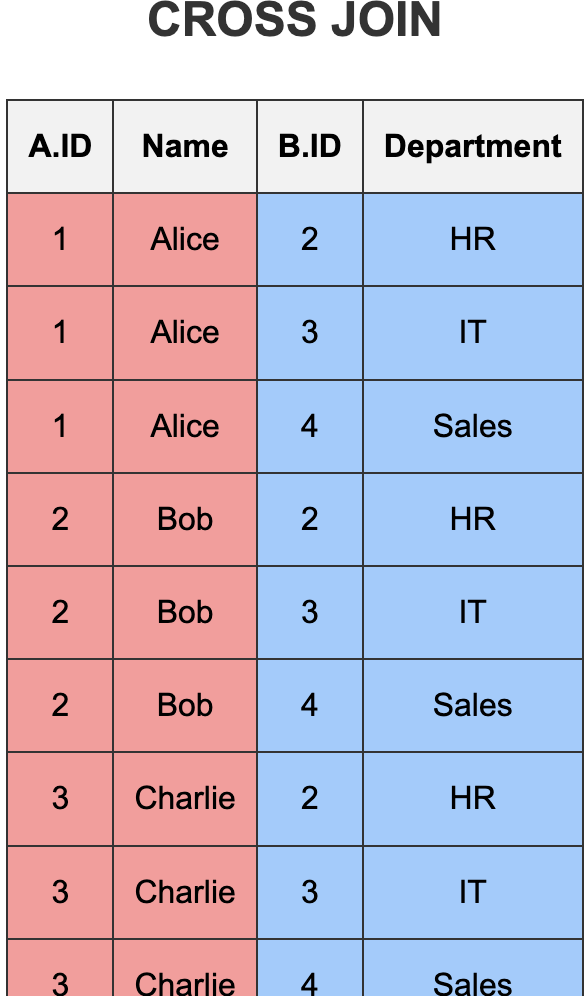 CROSS JOIN
A.ID Name B.ID Department
1 Alice 2 HR
1 Alice 3 IT
1 Alice 4 Sales
2 Bob 2 HR
2 Bob 3 IT
2 Bob 4 Sales
3 Charlie 2 HR
3 Charlie 3 IT
3 Charlie 4 Sales